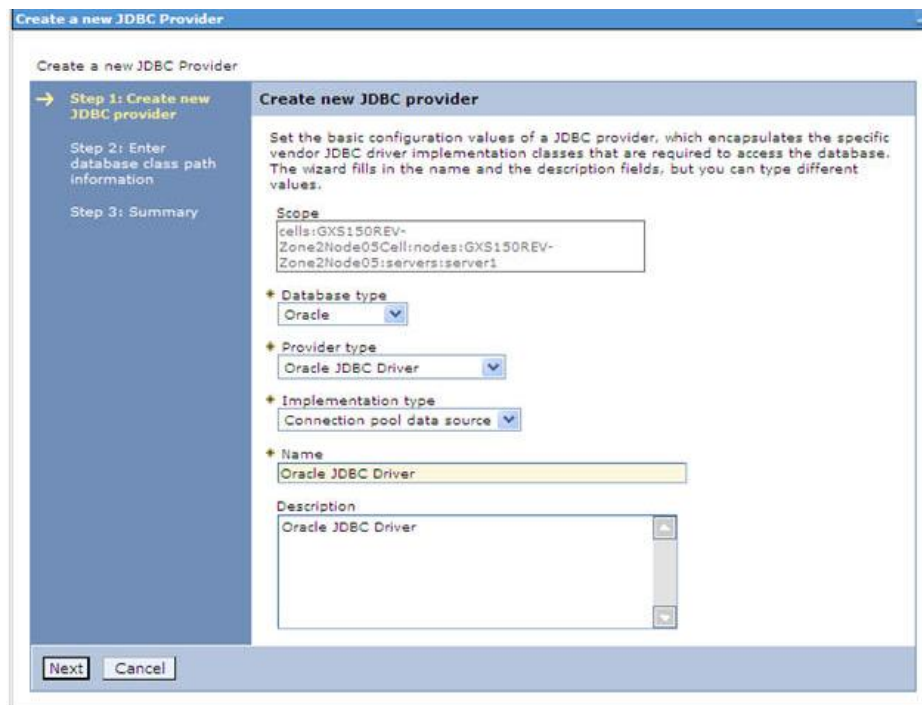 Create a new JDBC Provider
Create a new JDBC Provider
Step 1: Create new
JDBC provider
Step 2: Enter
database class path
information
Step 3: Summary
Create new JDBC provider
Set the basic configuration values of a JDBC provider, which encapsulates the specific
vendor JDBC driver implementation classes that are required to access the database.
The wizard fills in the name and the description fields, but you can type different
values.
Scope
cells:GXS150REV-
Zone2Node05Cell:nodes:GXS150REV-
Zone2Node05:servers:server1
Database type
Oracle
Provider type
Oracle JDBC Driver
Implementation type
Connection pool data source
Name
Oracle JDBC Driver
Description
Oracle JDBC Driver
Next
Cancel